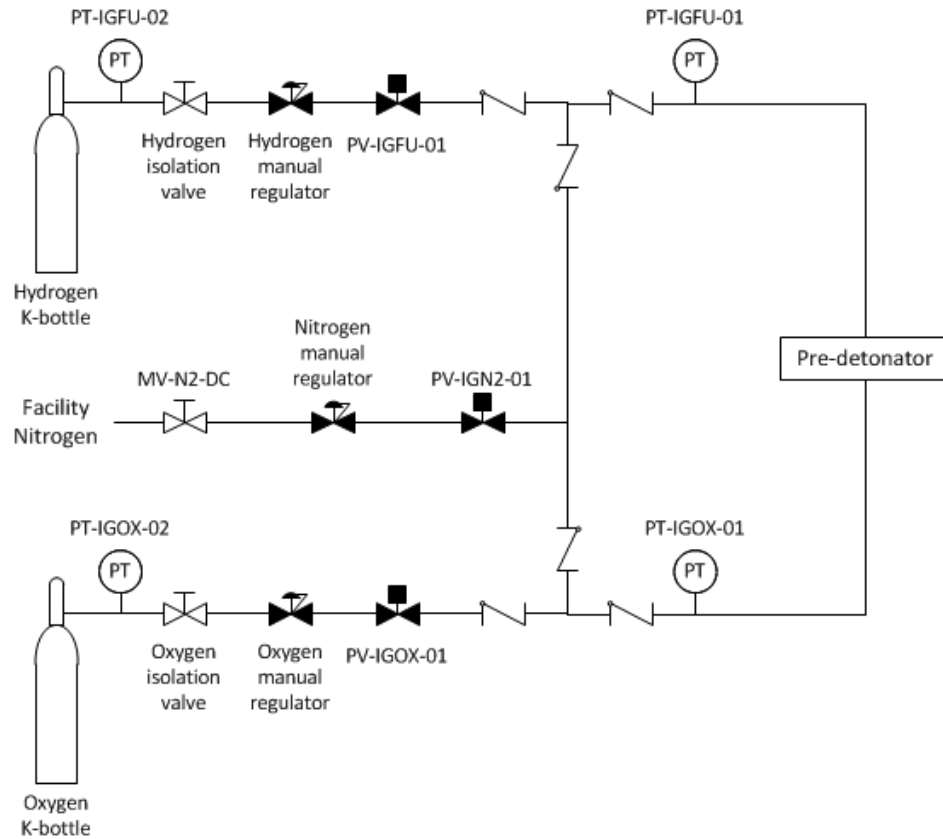 PT-IGFU-02
PT-IGFU-01
PT
PT
Hydrogen
isolation
valve
Hydrogen
manual
regulator
PV-IGFU-01
Hydrogen
K-bottle
Nitrogen
manual
regulator
MV-N2-DC
PV-IGN2-01
Pre-detonator
Facility
Nitrogen
PT-IGOX-02
PT-IGOX-01
PT
PT
Oxygen
isolation
valve
Oxygen
manual
regulator
PV-IGOX-01
Oxygen
K-bottle